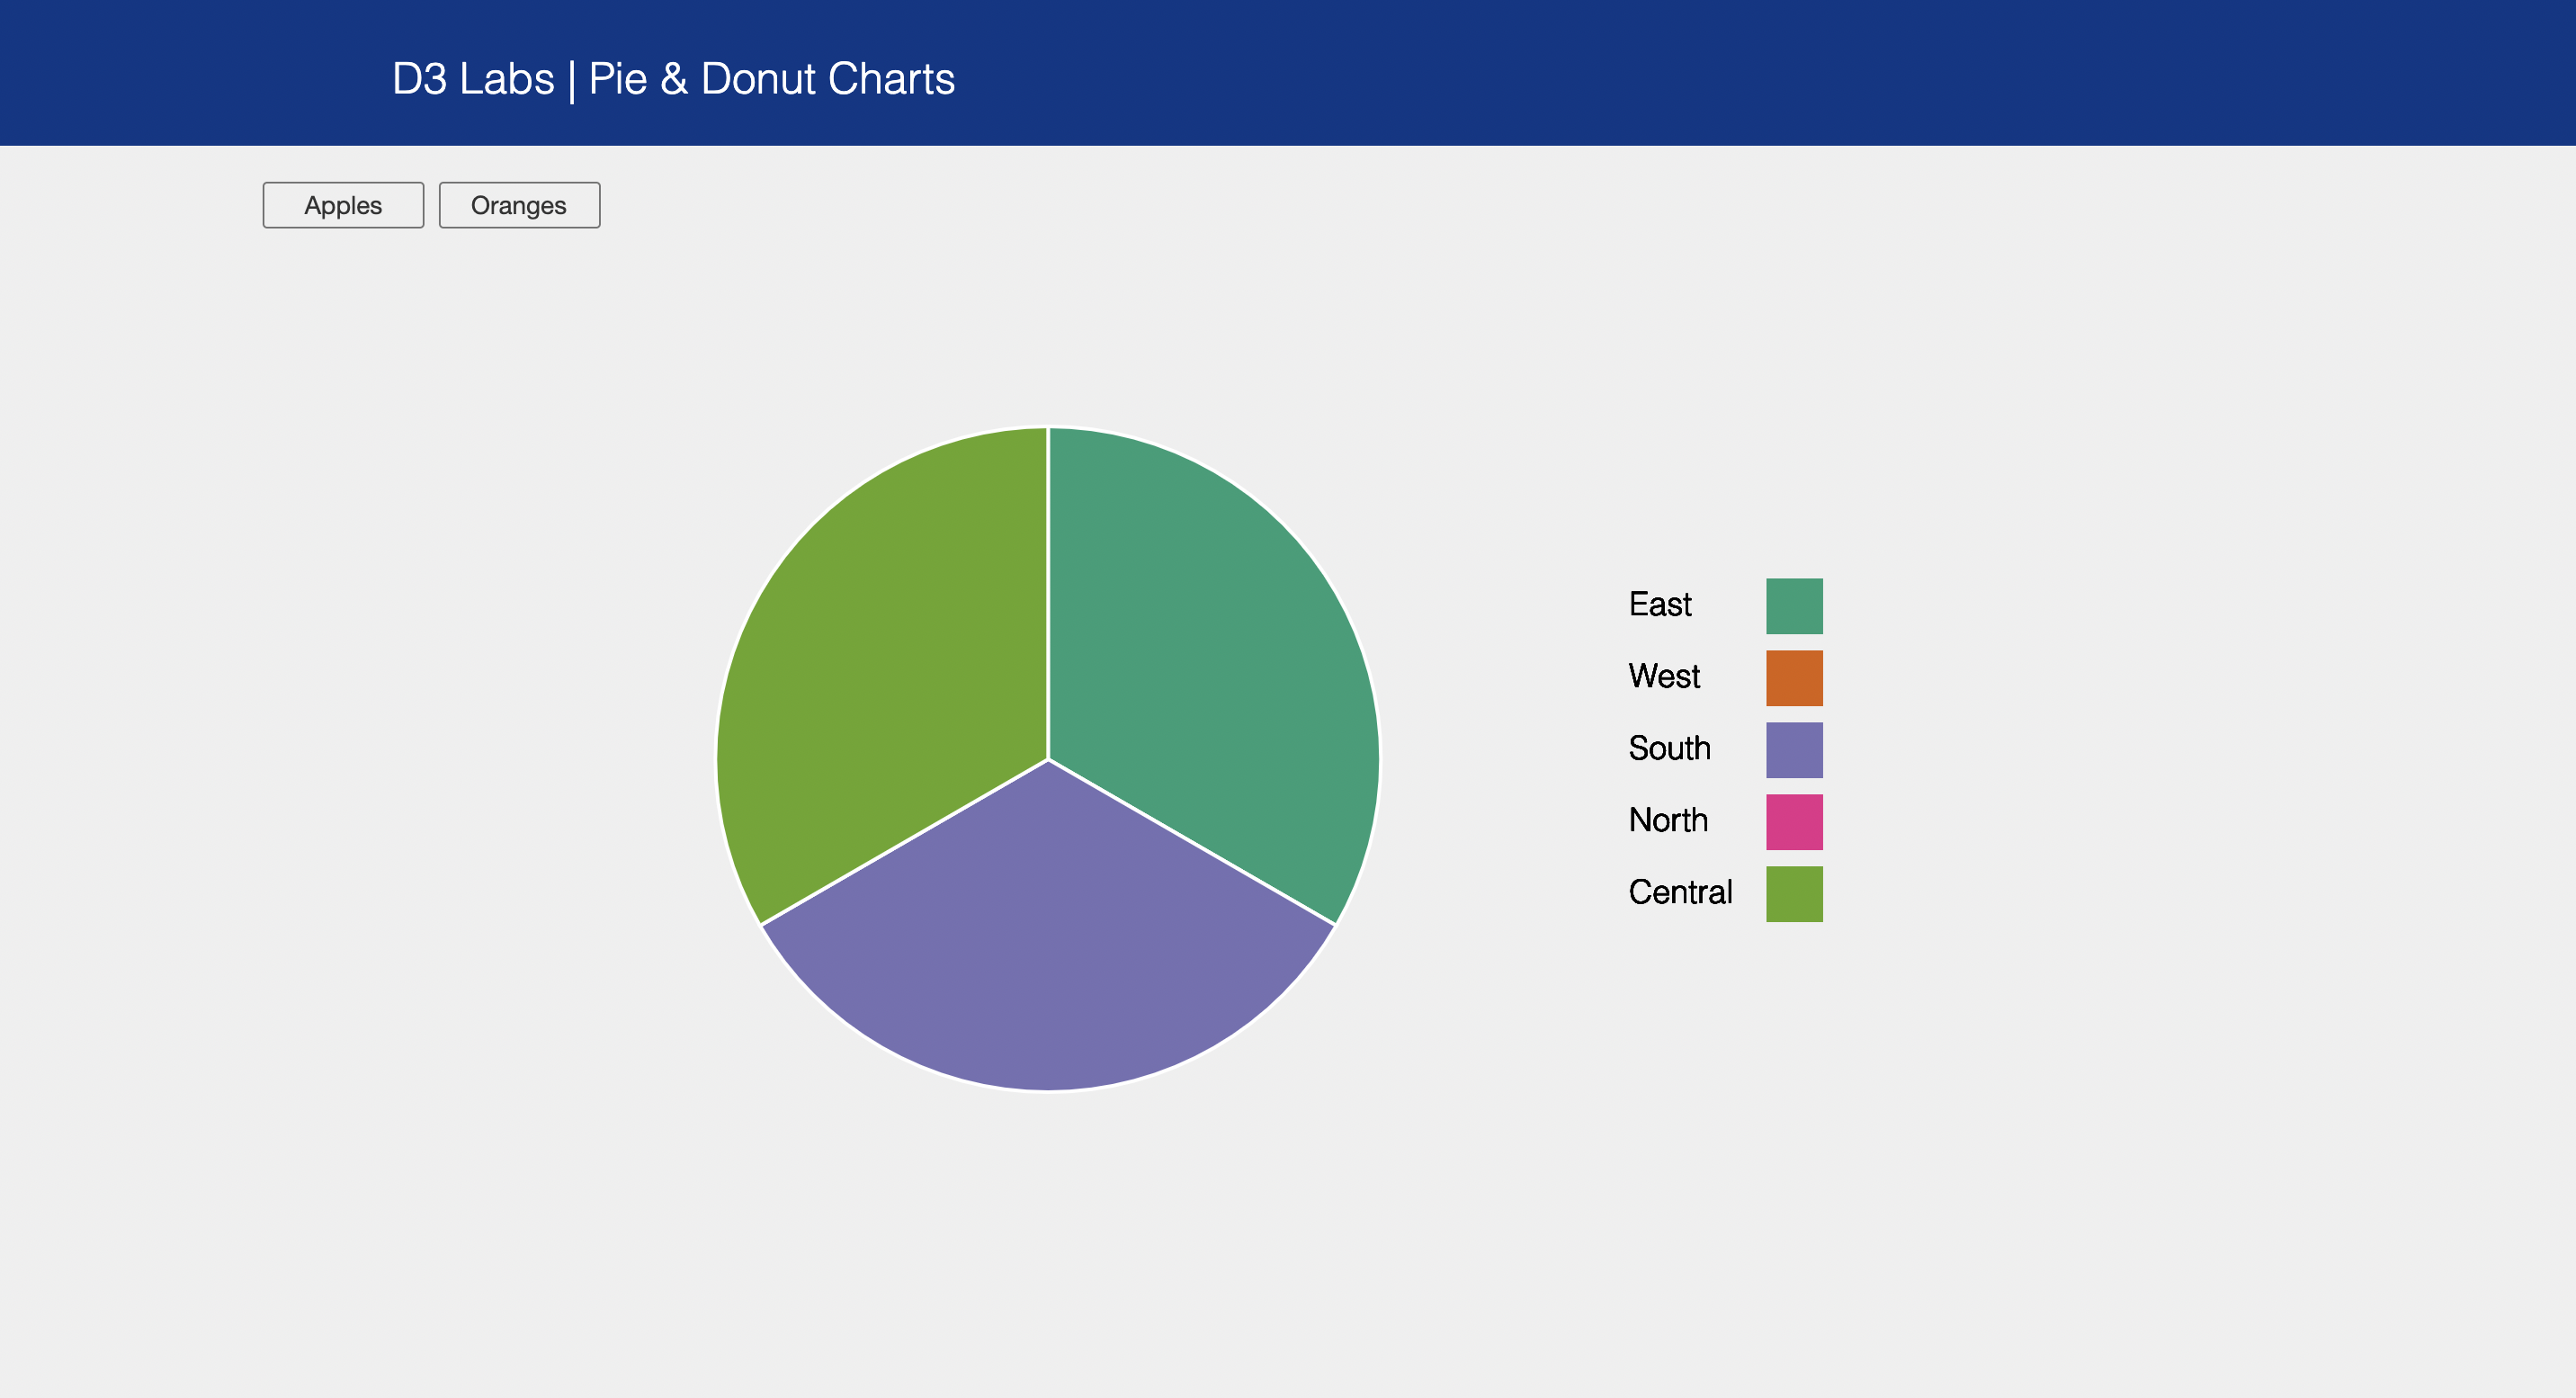 D3 Labs | Pie & Donut Charts
Apples
Oranges
East
West
South
North
Central